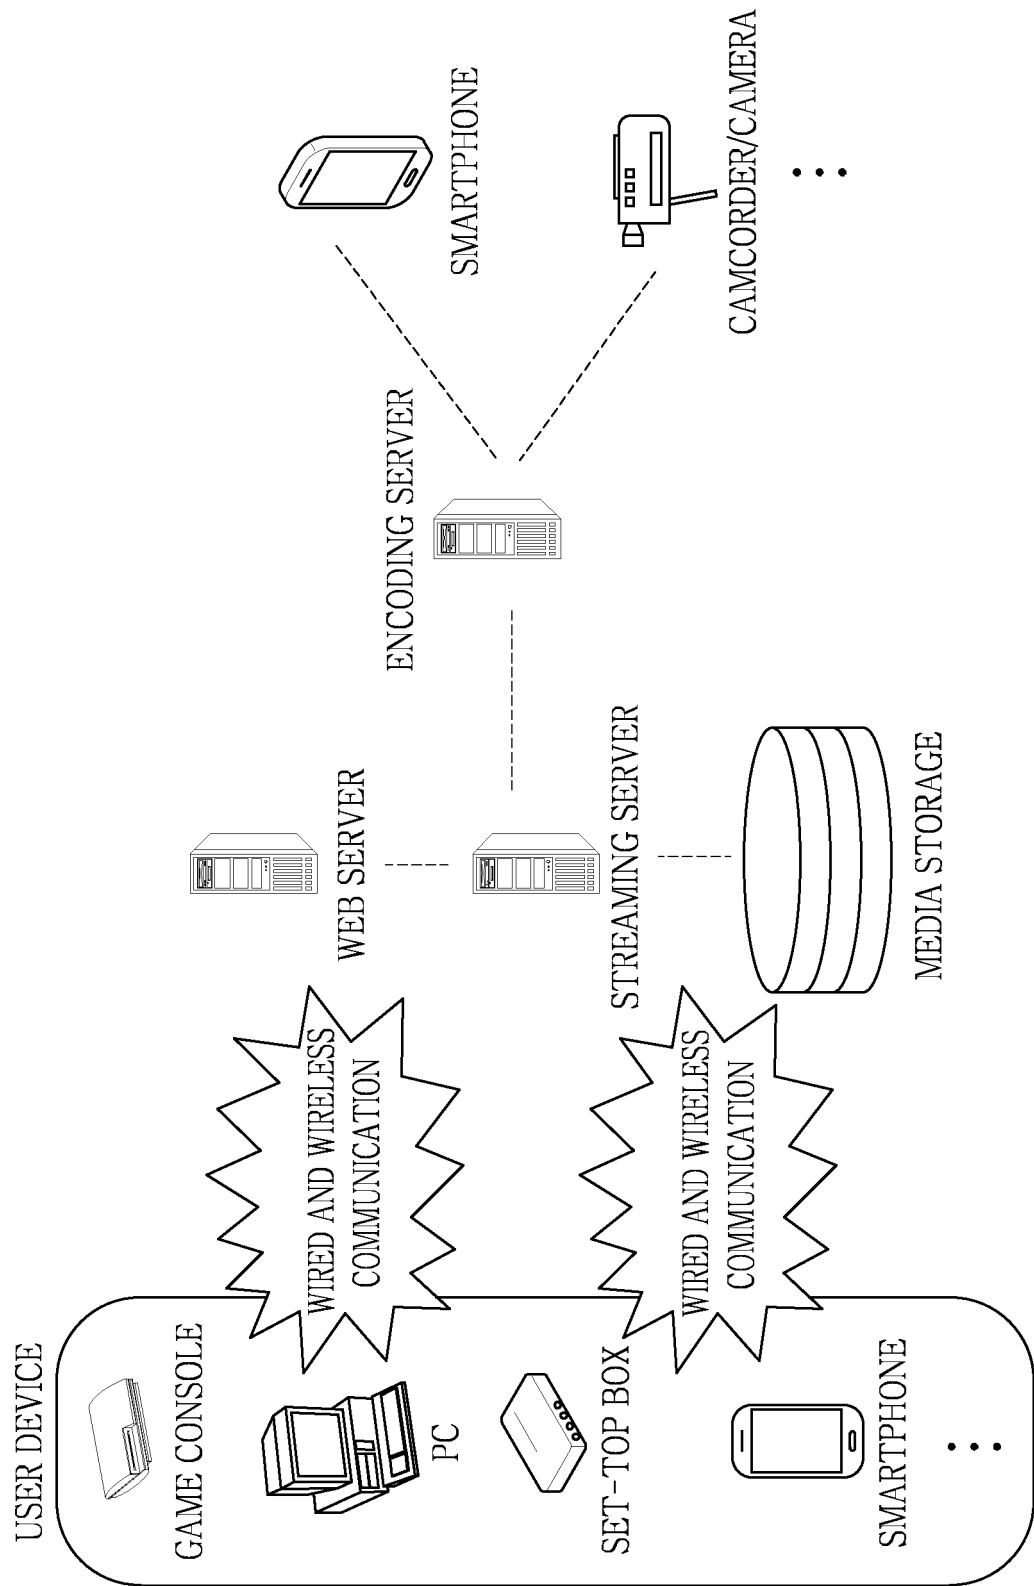 USER DEVICE
GAME CONSOLE
PC
SET-TOP BOX
SMARTPHONE
WIRED AND WIRELESS
COMMUNICATION
WIRED AND WIRELESS
COMMUNICATION
WEB SERVER
STREAMING SERVER
MEDIA STORAGE
ENCODING SERVER
SMARTPHONE
CAMCORDER/CAMERA